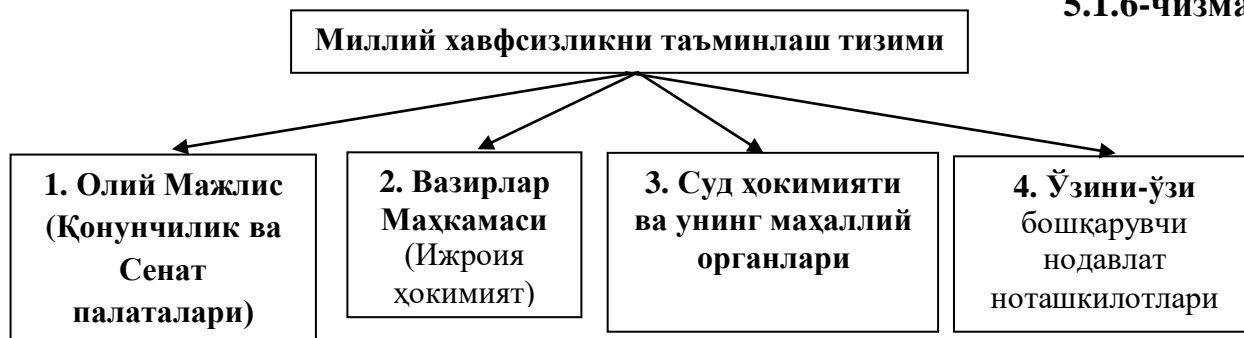 5.1.6-чизма
Миллий хавфсизликни таъминлаш тизими
1. Олий Мажлис
(Қонунчилик ва
Сенат
палаталари)
2. Вазирлар
Маҳкамаси
(Ижроия
ҳокимият)
3. Суд ҳокимияти
ва унинг маҳаллий
органлари
4. Ўзини-ўзи
бошқарувчи
нодавлат
ноташкилотлари